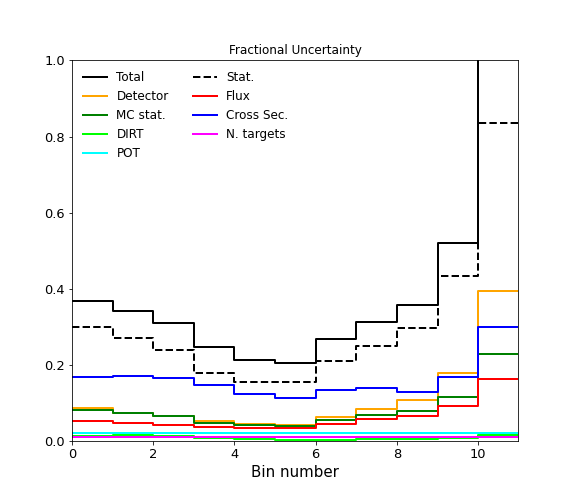 Fractional Uncertainty
1.0
0.8
0.6
0.4
0.2
0.0
Total
Detector
MC stat.
DIRT
POT
Stat.
Flux
Cross Sec.
N. targets
0 2 4 6 8 10
Bin number